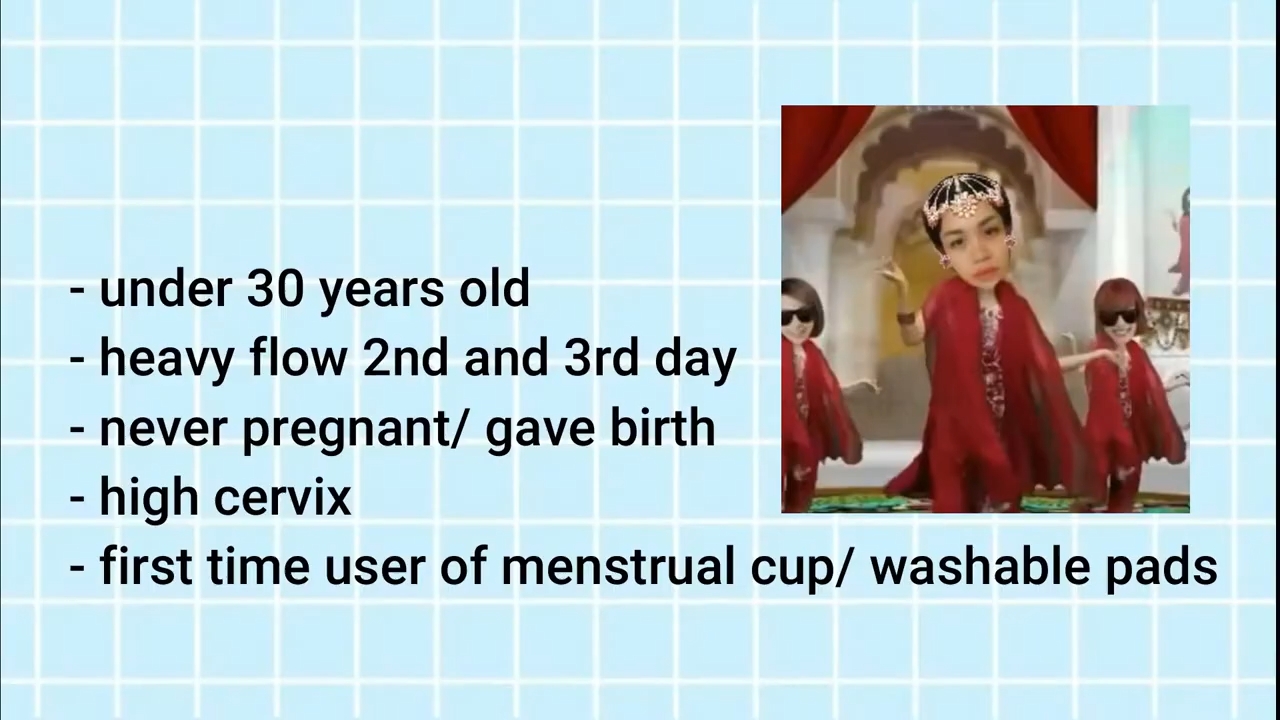 - under 30 years old
- heavy flow 2nd and 3rd day
- never pregnant/ gave birth
- high cervix
- first time user of menstrual cup/ washable pads